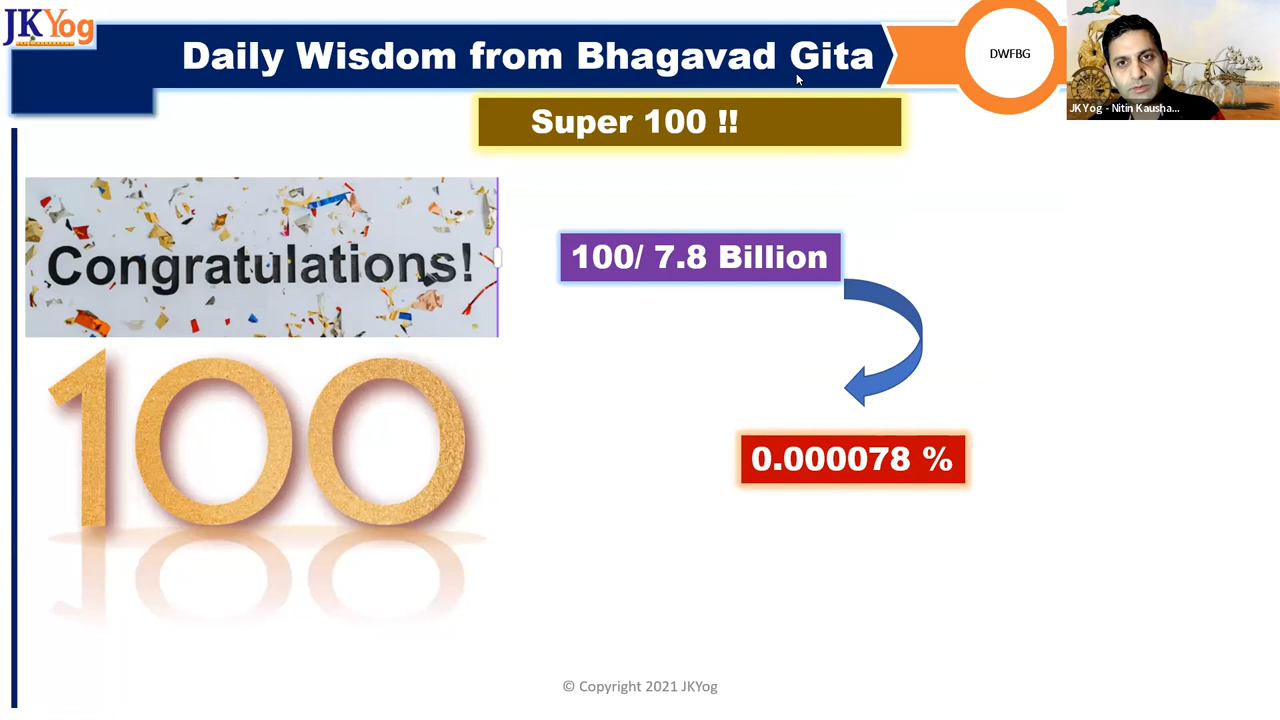 JKYog
Daily Wisdom from Bhagavad Gita
DWFBG
JKYog - Nitin Kausha...
Super 100 !!
Congratulations!
100/ 7.8 Billion
100
0.000078 %
© Copyright 2021 JKYog